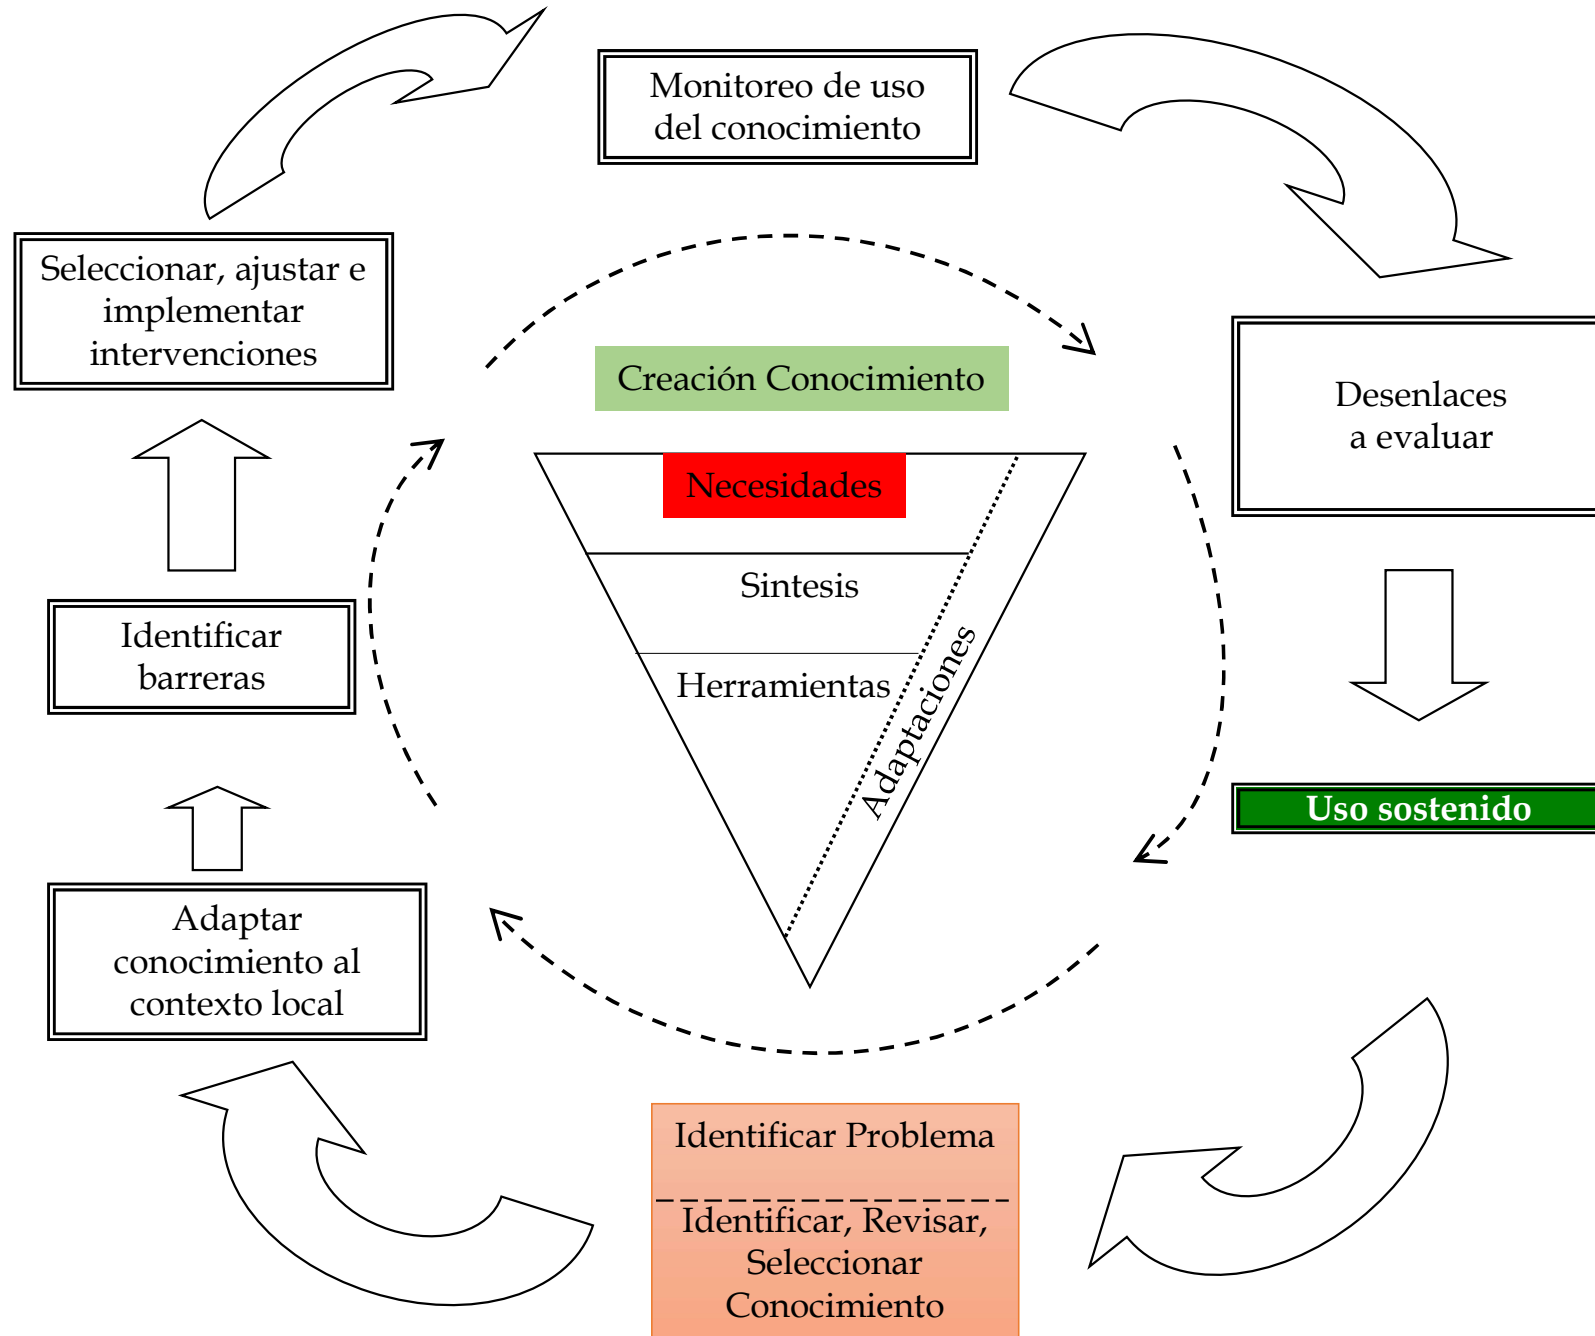 Monitoreo de uso
del conocimiento
Seleccionar, ajustar e
implementar
intervenciones
Creación Conocimiento
Desenlaces
a evaluar
Necesidades
Sintesis
Identificar
barreras
Herramientas
Adaptaciones
Uso sostenido
Adaptar
conocimiento al
contexto local
Identificar Problema
Identificar, Revisar,
Seleccionar
Conocimiento